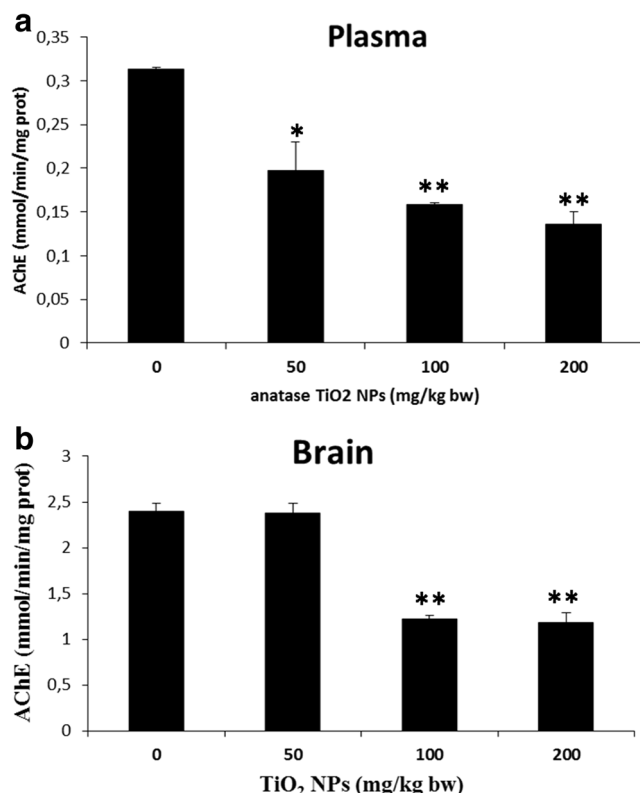 a
Plasma
AChE (mmol/min/mg prot)
0,35
0,3
0,25
0,2
0,15
0,1
0,05
0
*
**
**
0 50 100 200
anatase TiO2 NPs (mg/kg bw)
b
Brain
AChE (mmol/min/mg prot)
3
2,5
2
1,5
1
0,5
0
**
**
0 50 100 200
TiO₂ NPs (mg/kg bw)